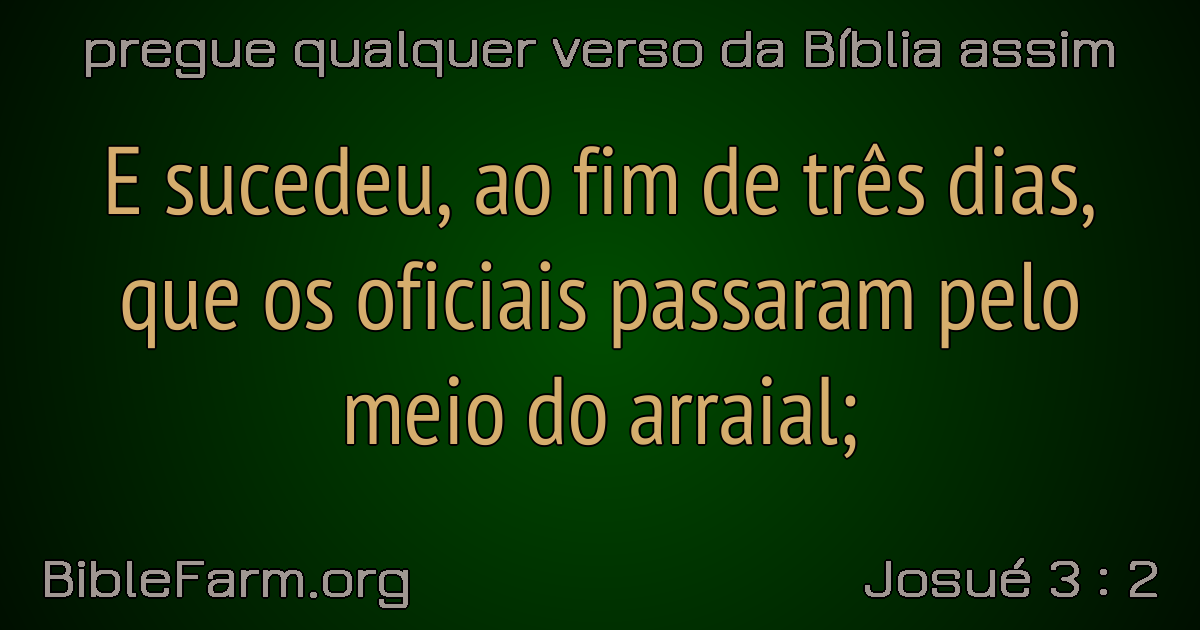 pregue qualquer verso da Bíblia assim
E sucedeu, ao fim de três dias,
que os oficiais passaram pelo
meio do arraial;
BibleFarm.org
Josué 3 : 2